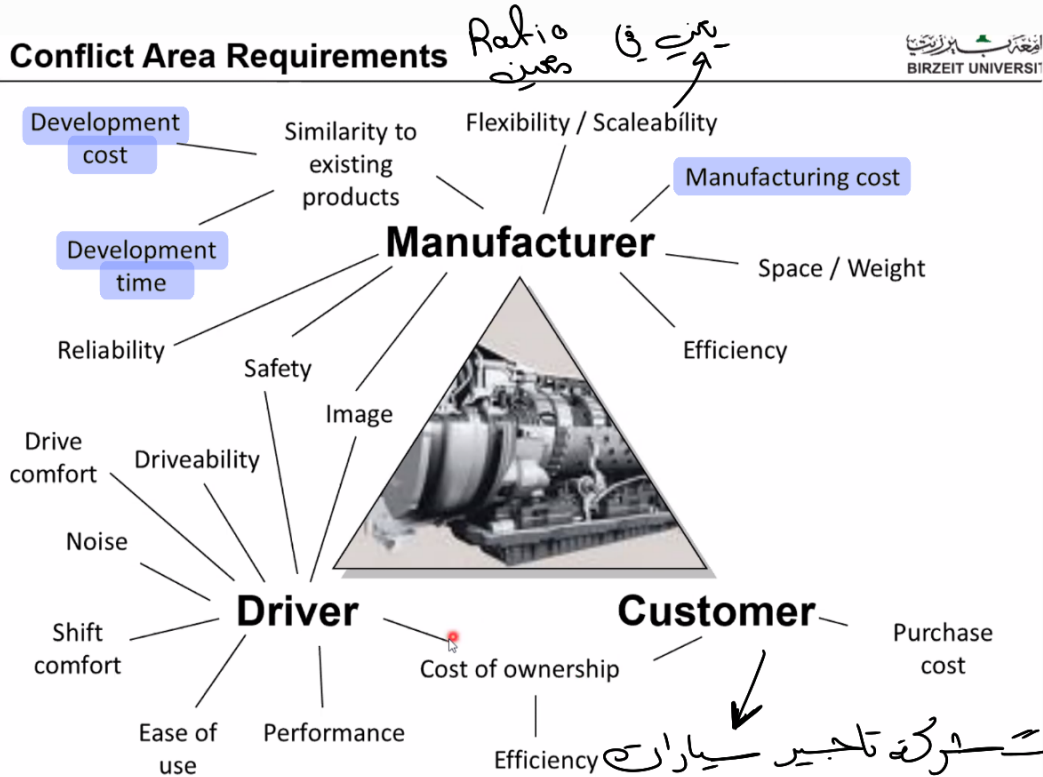 Conflict Area Requirements
Ratio
معين
يعني في
BIRZEIT UNIVERSIT
Development
cost
Similarity to
existing
products
Flexibility / Scaleability
Manufacturing cost
Development
time
Manufacturer
Space / Weight
Reliability
Safety
Efficiency
Image
Drive
comfort
Driveability
Noise
Driver
Customer
Shift
comfort
Cost of ownership
Purchase
cost
Ease of
use
Performance
Efficiency
شركة تاجير سيارات